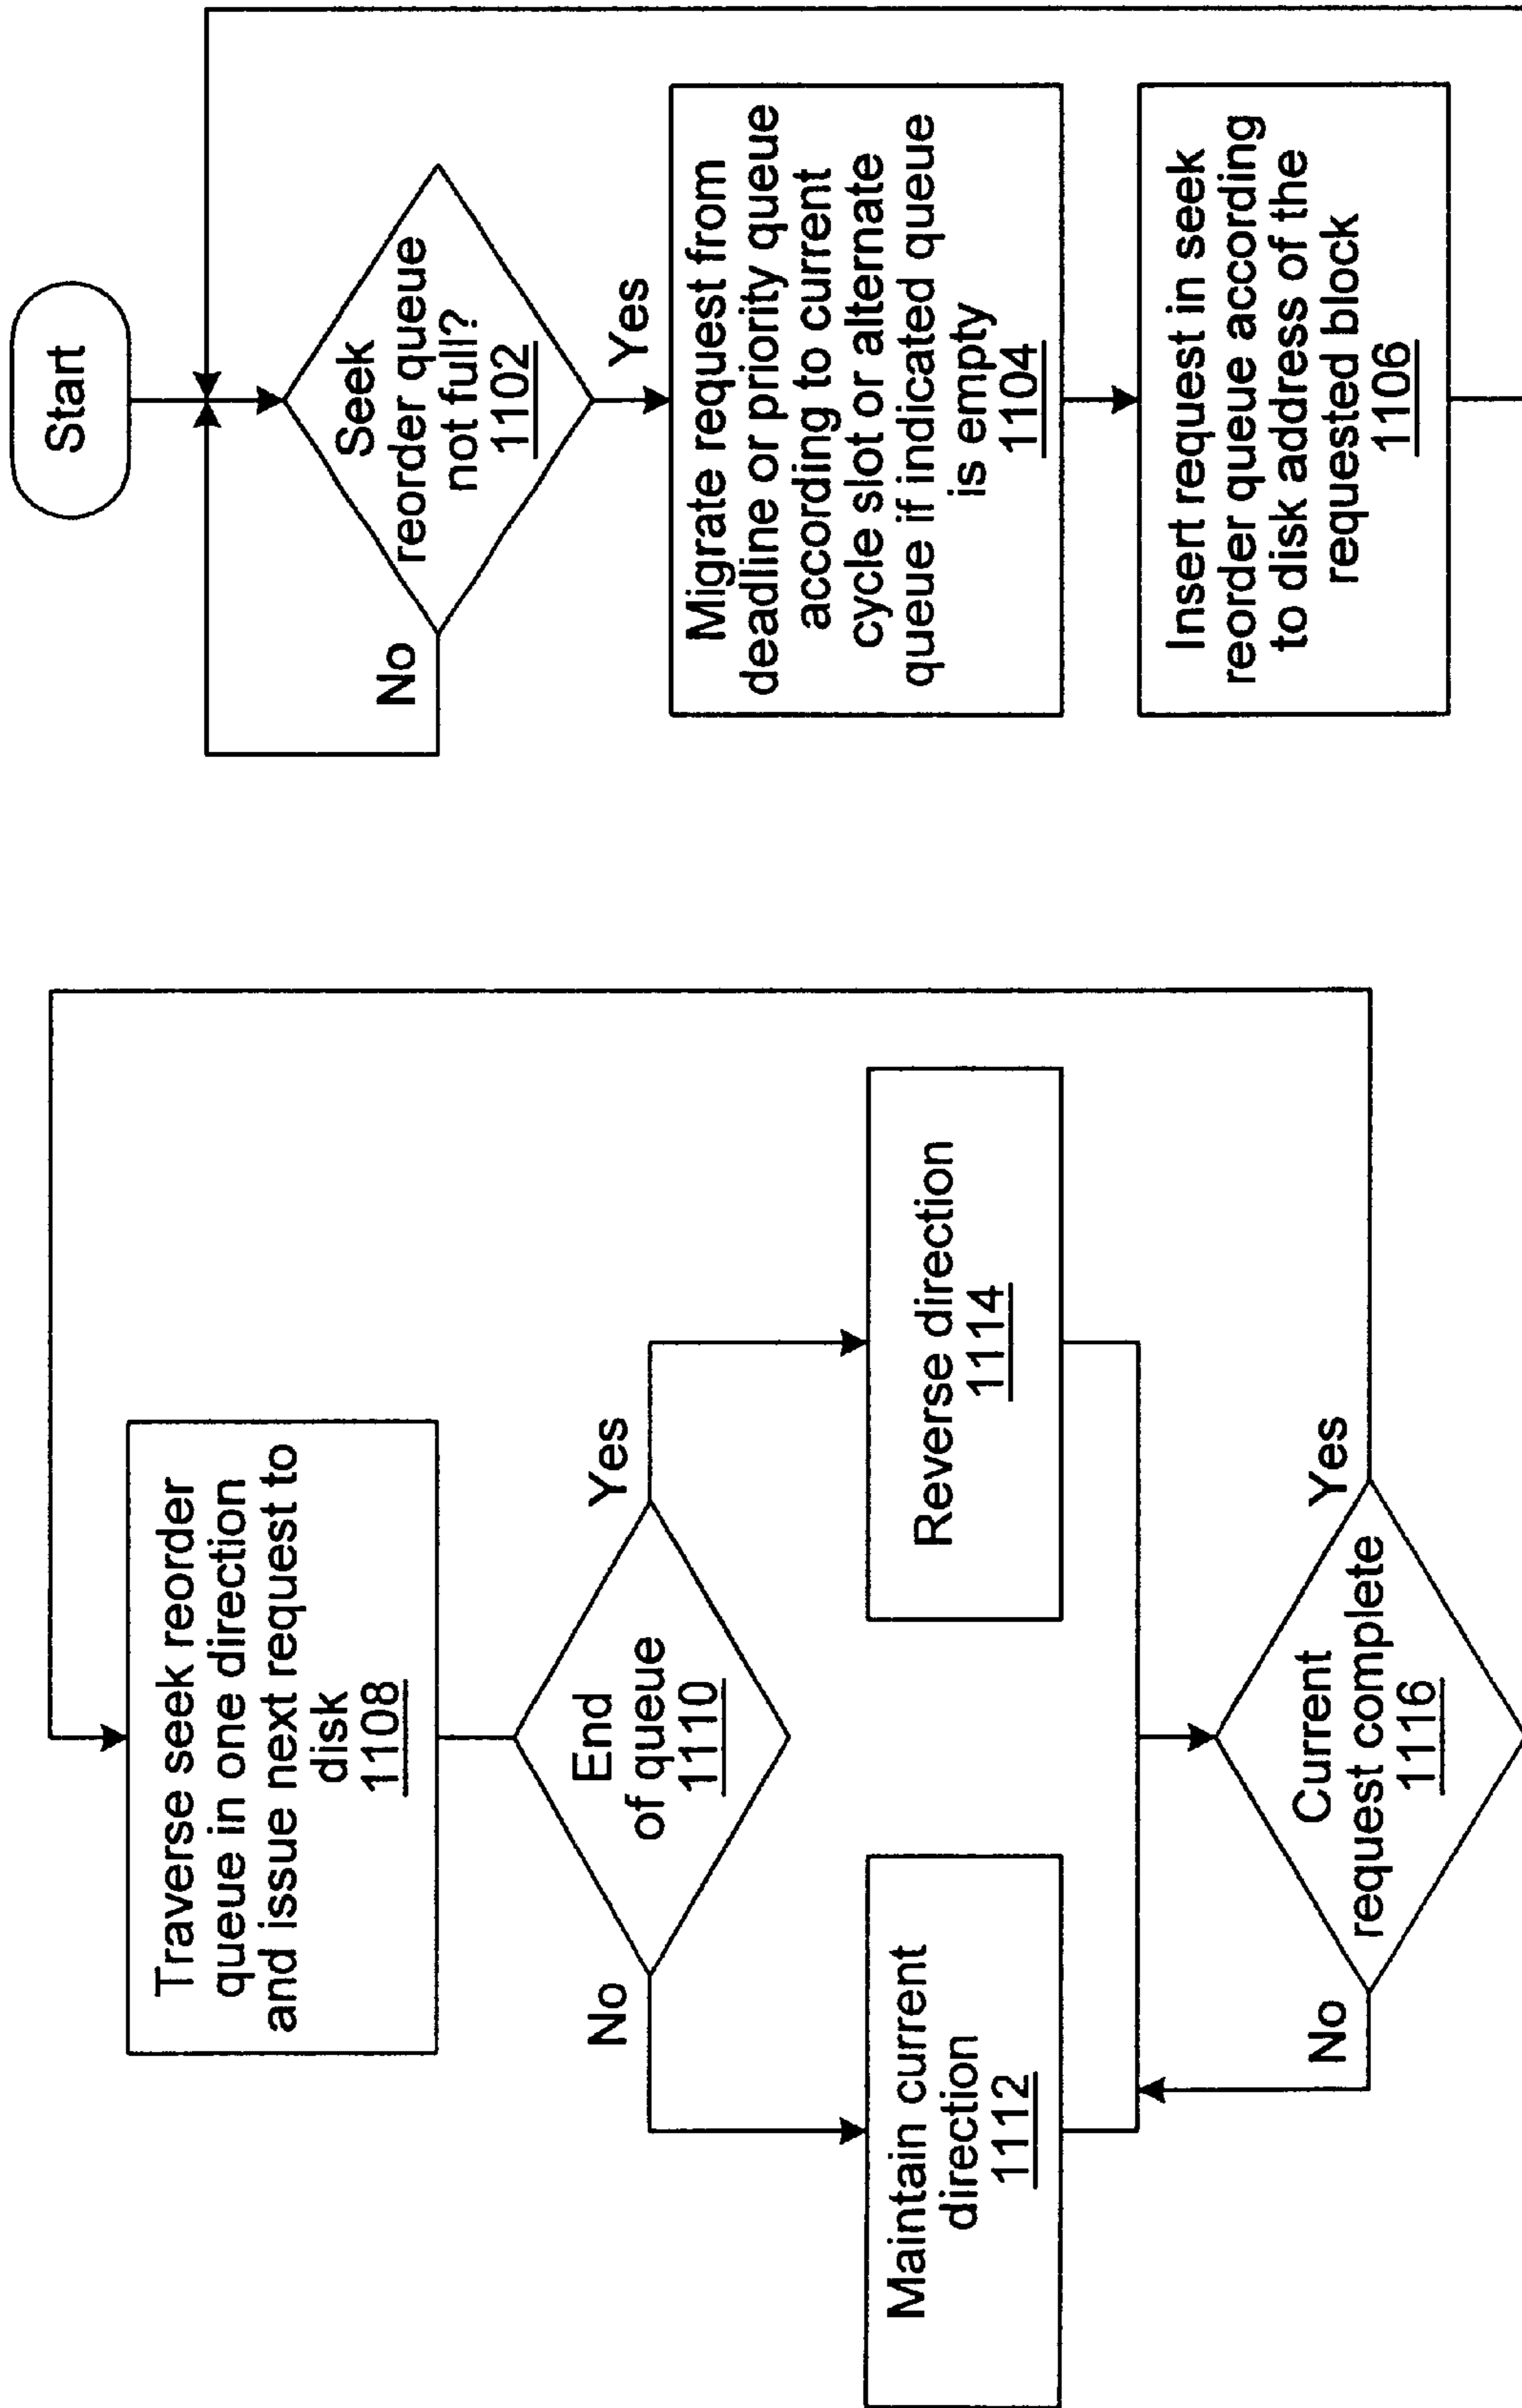 Start
Seek
reorder queue
not full?
1102
No
Yes
Migrate request from
deadline or priority queue
according to current
cycle slot or alternate
queue if indicated queue
is empty
1104
Insert request in seek
reorder queue according
to disk address of the
requested block
1106
Traverse seek reorder
queue in one direction
and issue next request to
disk
1108
End
of queue
1110
No
Yes
Maintain current
direction
1112
Reverse direction
1114
Current
request complete
1116
No
Yes